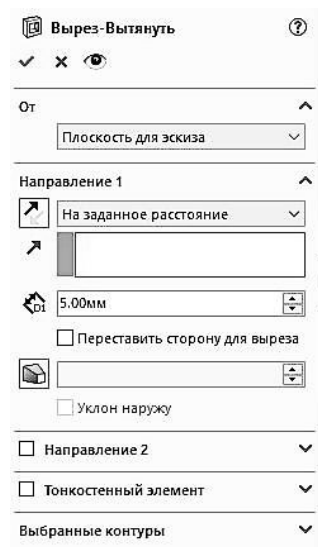 Вырез-Вытянуть
От
Плоскость для эскиза
Направление 1
На заданное расстояние
D1 5.00мм
Переставить сторону для выреза
Уклон наружу
Направление 2
Тонкостенный элемент
Выбранные контуры